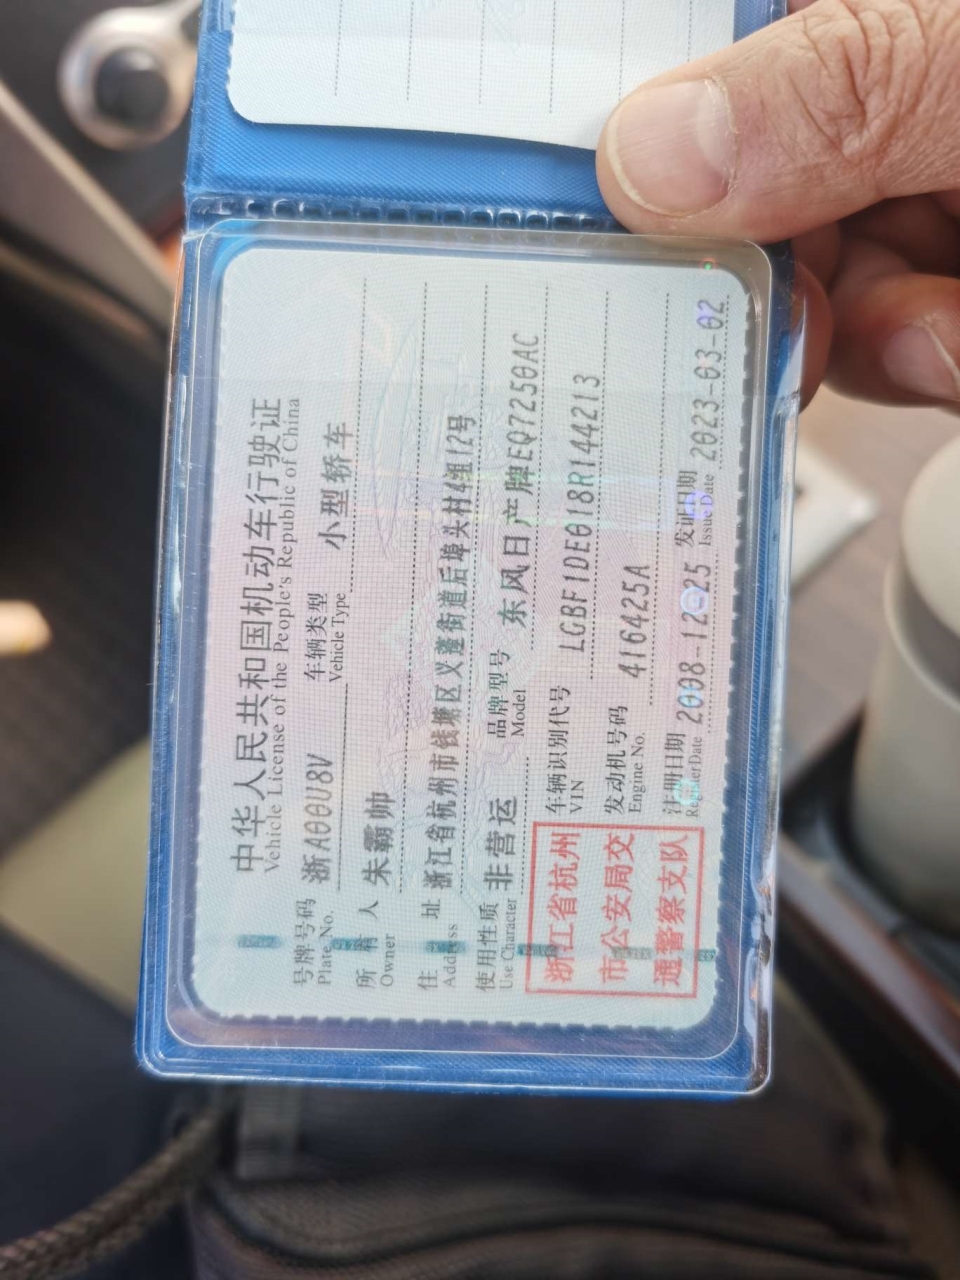 中华人民共和国机动车行驶证
Vehicle License of the People's Republic of China
号牌号码 浙A00U8V 车辆类型 小型轿车
Plate No. Vehicle Type
所有人 朱霸帅
Owner
住址 浙江省杭州市钱塘区义蓬街道后埠头村4组12号
Address
使用性质 非营运 品牌型号 东风日产牌EQ7250AC
Use Character Model
浙江省杭州
市公安局交
通警察支队
车辆识别代号 LGBF1DE018R144213
VIN
发动机号码 416425A
Engine No.
注册日期 2008-12-25 发证日期 2023-03-02
Register Date Issue Date